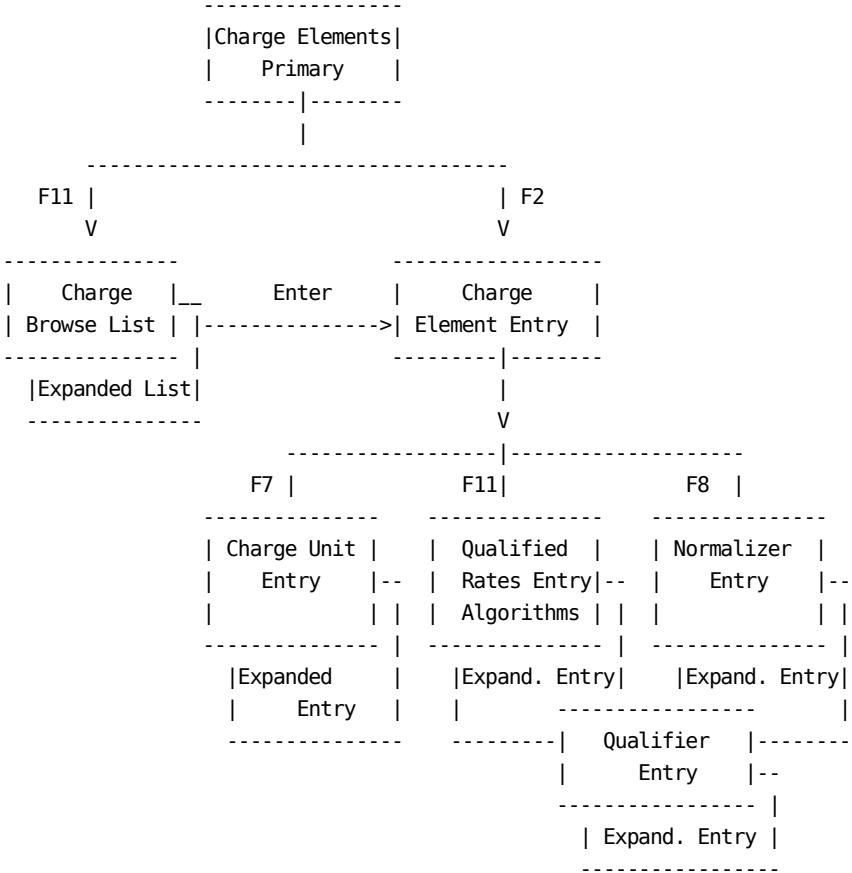 Charge Elements
Primary
F11 F2
V V
Charge Enter Charge
Browse List Element Entry
Expanded List
V
F7 F11 F8
Charge Unit Qualified Normalizer
Entry Rates Entry Entry
Algorithms
Expanded Expand. Entry Expand. Entry
Entry
Qualifier
Entry
Expand. Entry